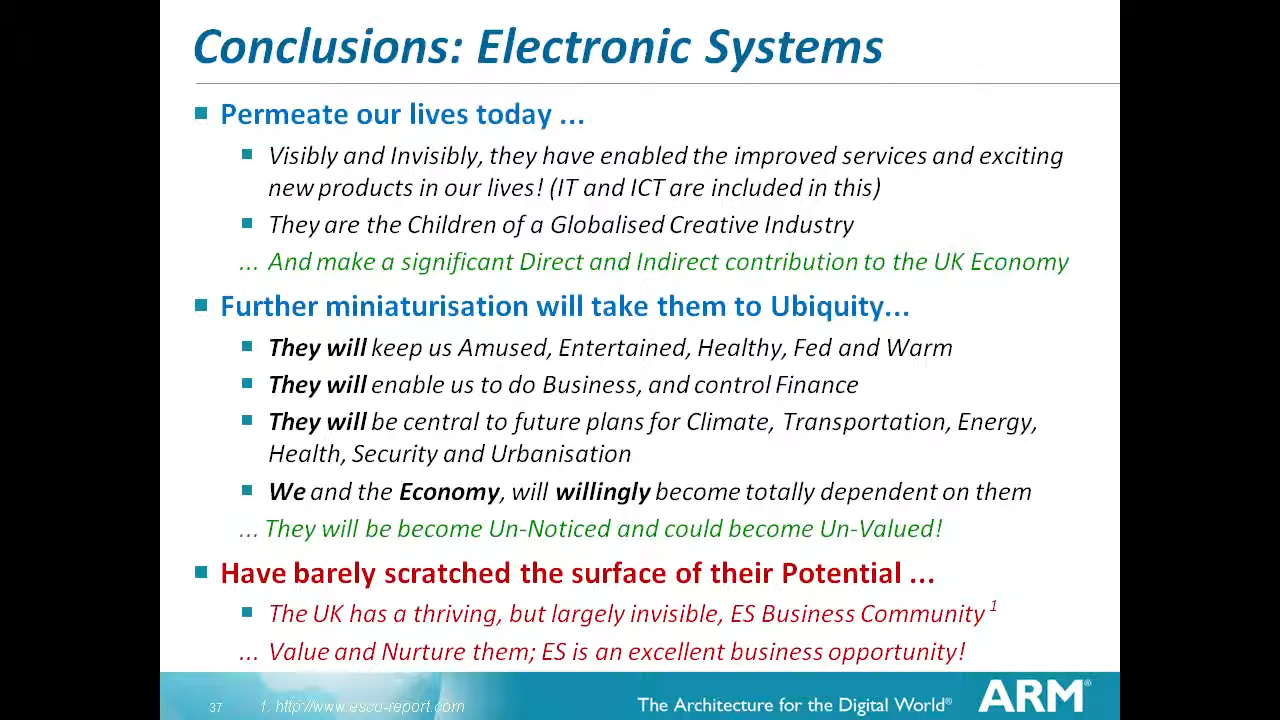 Conclusions: Electronic Systems
Permeate our lives today ...
Visibly and Invisibly, they have enabled the improved services and exciting
new products in our lives! (IT and ICT are included in this)
They are the Children of a Globalised Creative Industry
... And make a significant Direct and Indirect contribution to the UK Economy
Further miniaturisation will take them to Ubiquity...
They will keep us Amused, Entertained, Healthy, Fed and Warm
They will enable us to do Business, and control Finance
They will be central to future plans for Climate, Transportation, Energy,
Health, Security and Urbanisation
We and the Economy, will willingly become totally dependent on them
... They will be become Un-Noticed and could become Un-Valued!
Have barely scratched the surface of their Potential ...
The UK has a thriving, but largely invisible, ES Business Community 1
... Value and Nurture them; ES is an excellent business opportunity!
37 1. http://www.esco-report.com The Architecture for the Digital World® ARM®